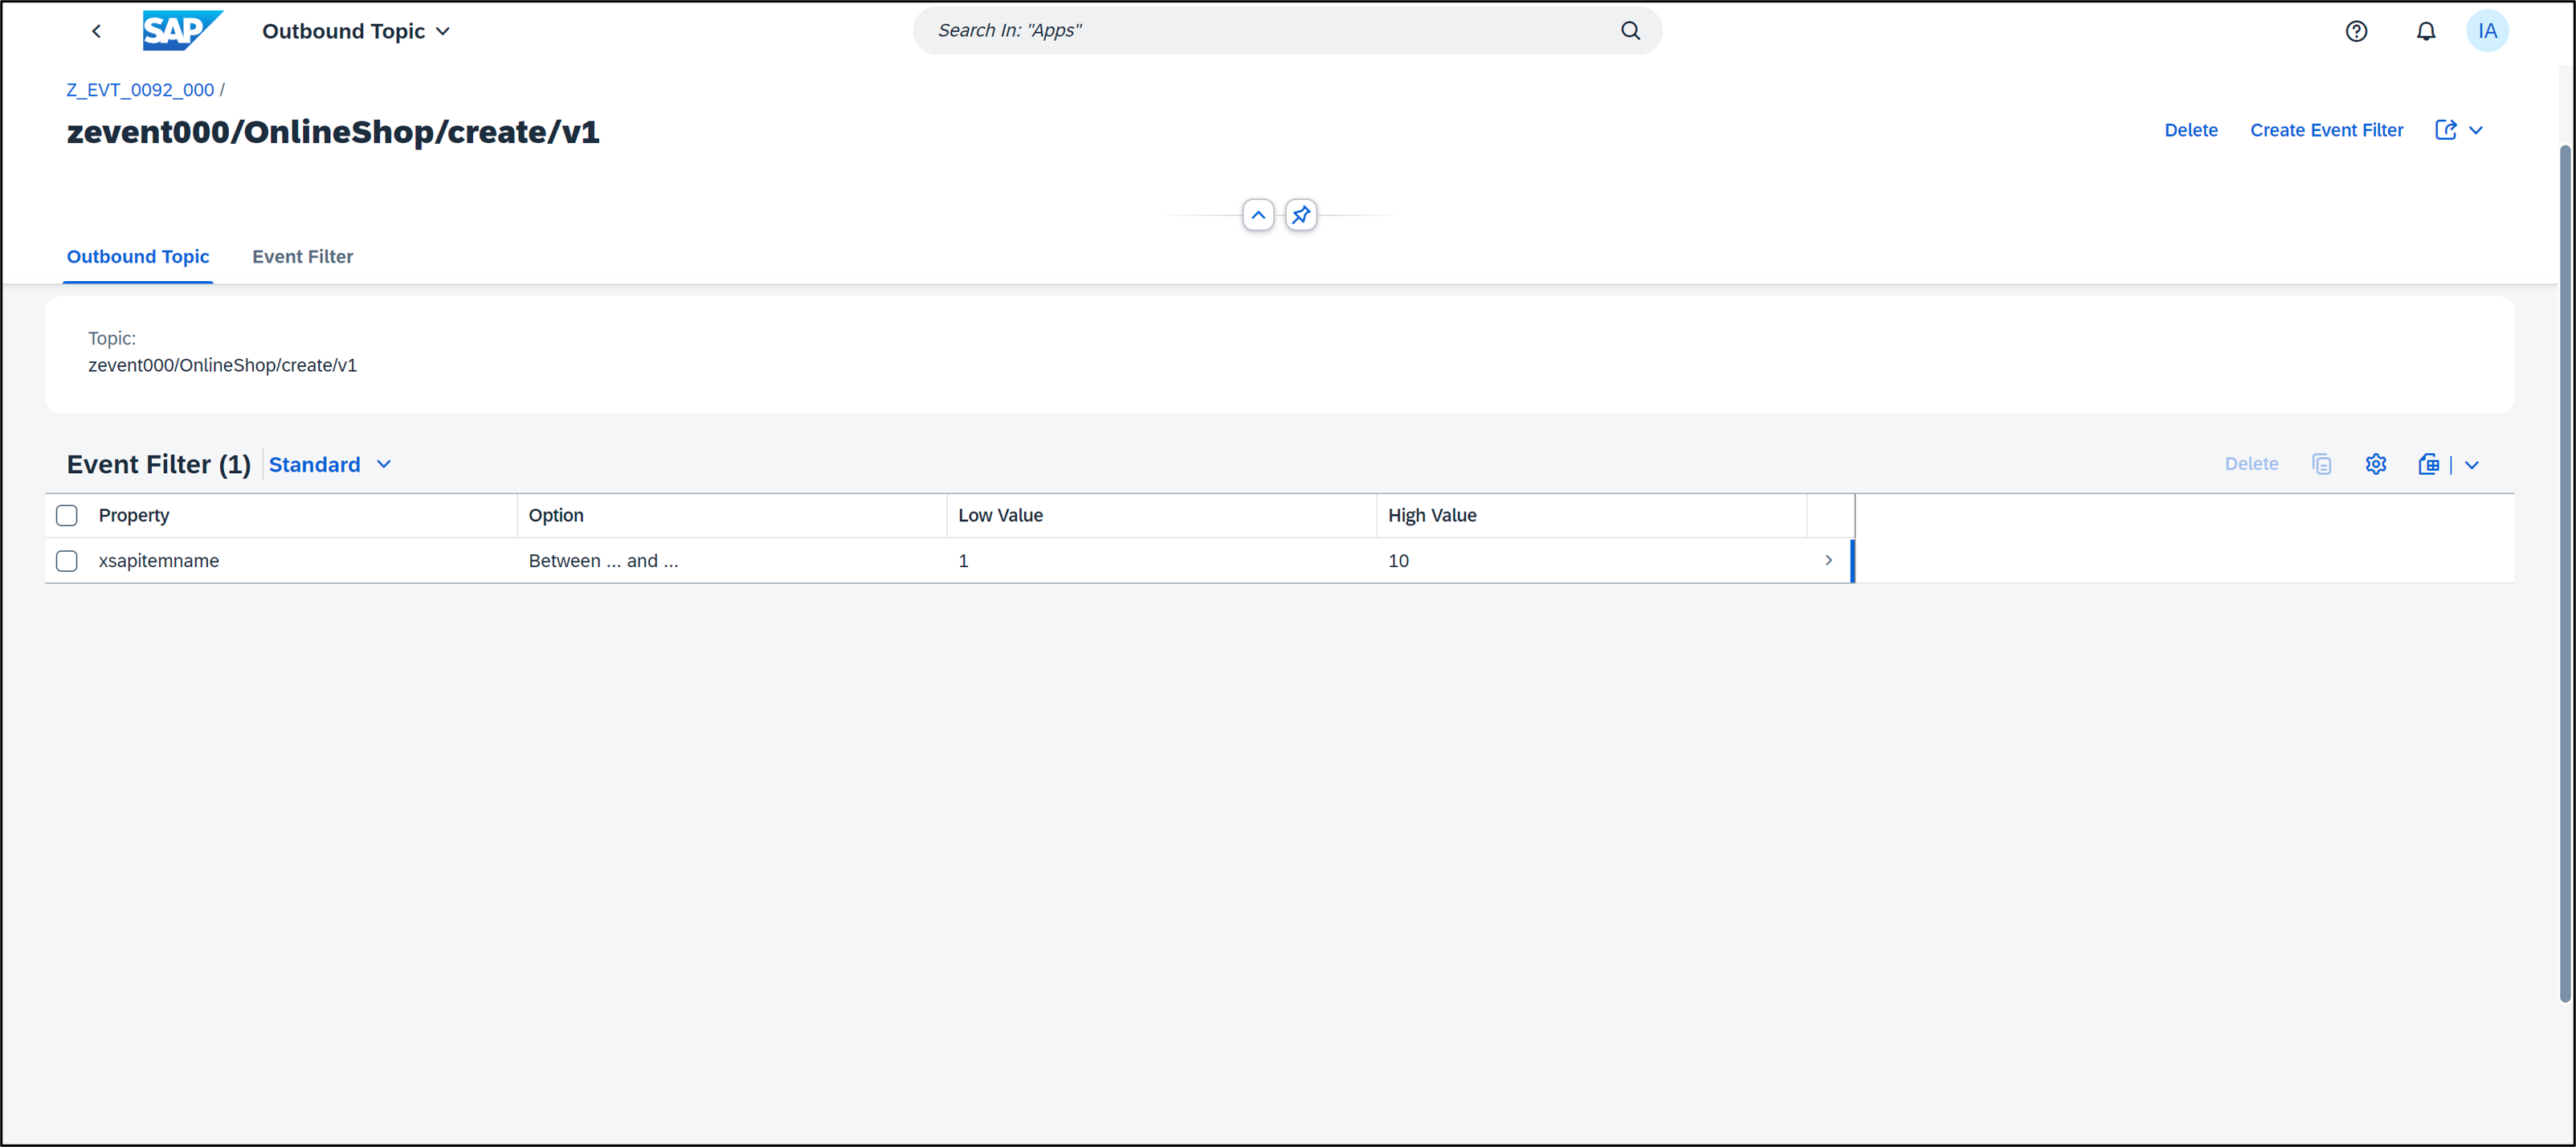 SAP Outbound Topic Search In: "Apps" IA
Z_EVT_0092_000 /
zevent000/OnlineShop/create/v1 Delete Create Event Filter
Outbound Topic Event Filter
Topic:
zevent000/OnlineShop/create/v1
Event Filter (1) Standard Delete
Property Option Low Value High Value
xsapitemname Between ... and ... 1 10